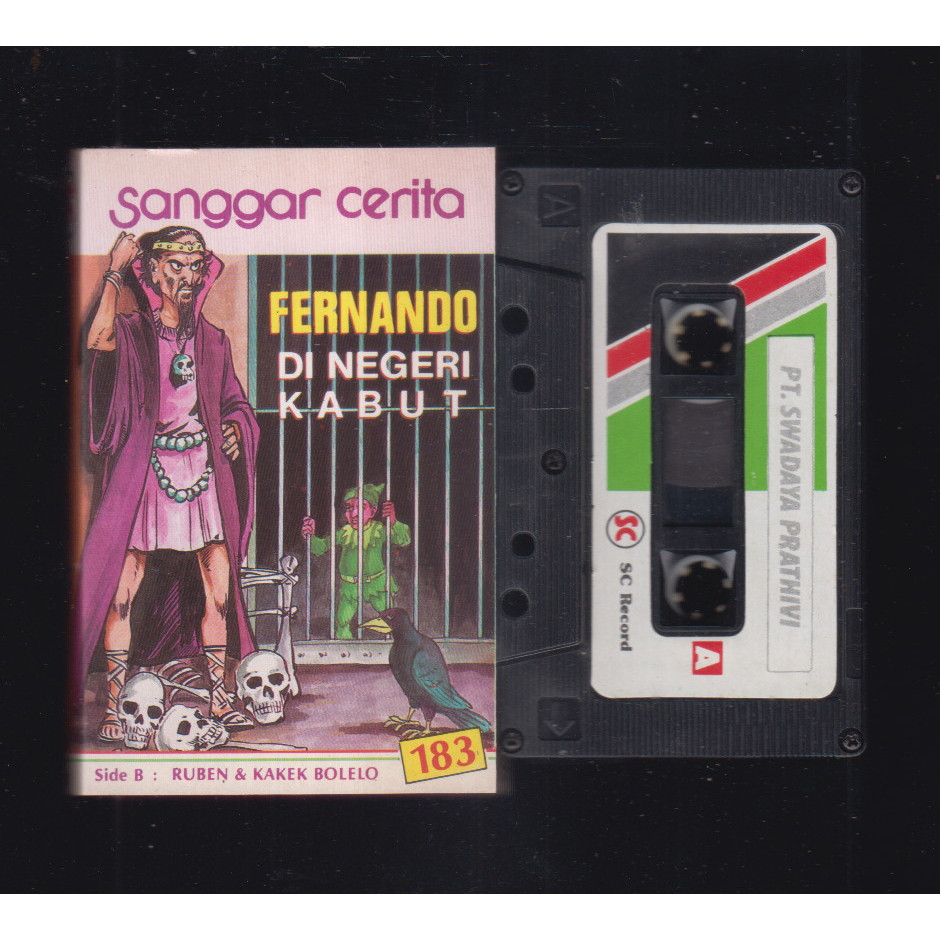 sanggar cerita
FERNANDO
DI NEGERI
KABUT
183
Side B : RUBEN & KAKEK BOLELO
A
PT. SWADAYA PRATHIVI
SC
SC Record
A